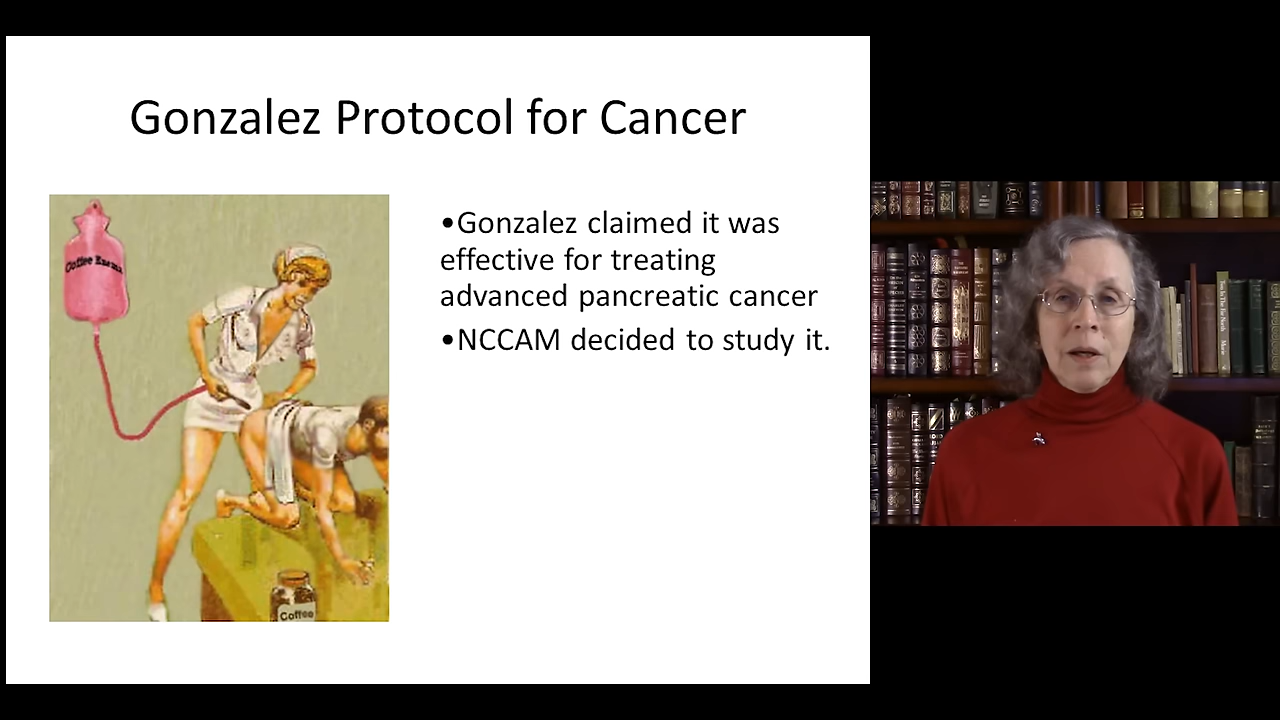 Gonzalez Protocol for Cancer
Coffee Enema
•Gonzalez claimed it was
effective for treating
advanced pancreatic cancer
•NCCAM decided to study it.
Coffee